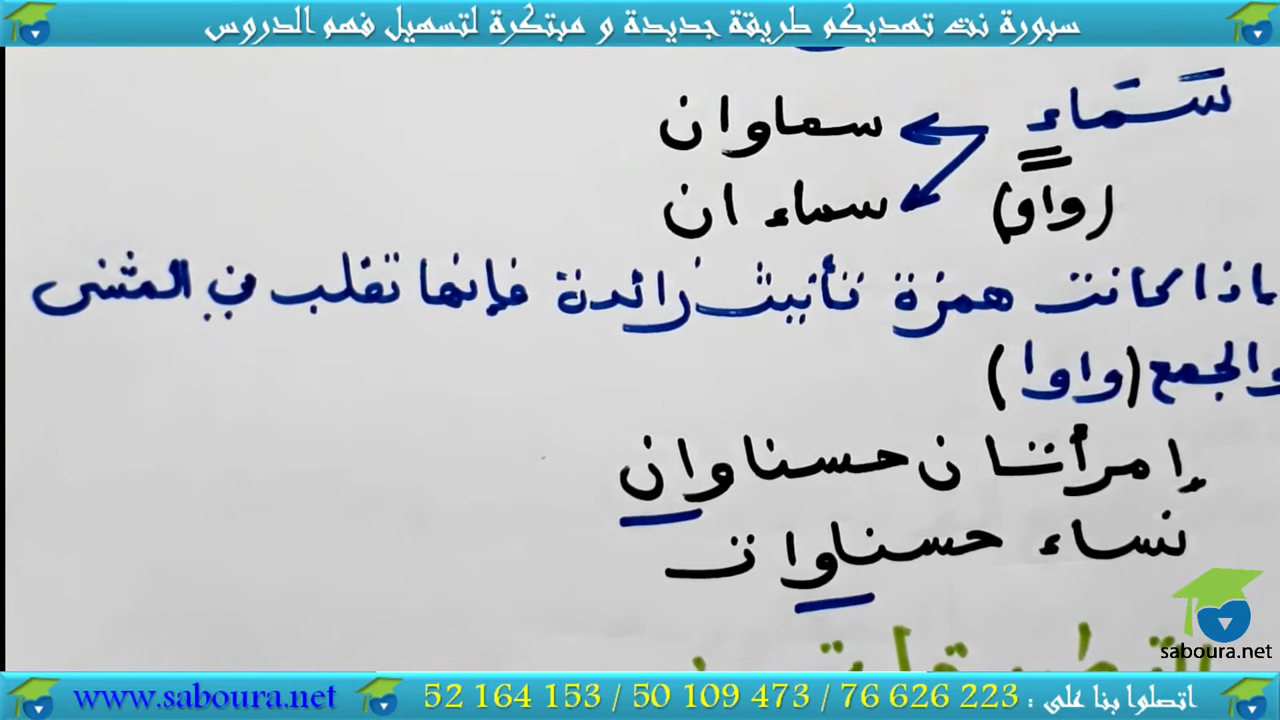 سبورة نت تهديكم طريقة جديدة و مبتكرة لتسهيل فهم الدروس
سَمَاءٍ سماوان
(واو) سماء ان
إذا كانت همزة تأنيث زائدة فإنها تقلب في المثنى
والجمع (واوا)
إمرأتان حسناوان
نساء حسناوات
saboura.net
www.saboura.net اتصلوا بنا على : 52 164 153 / 50 109 473 / 76 626 223